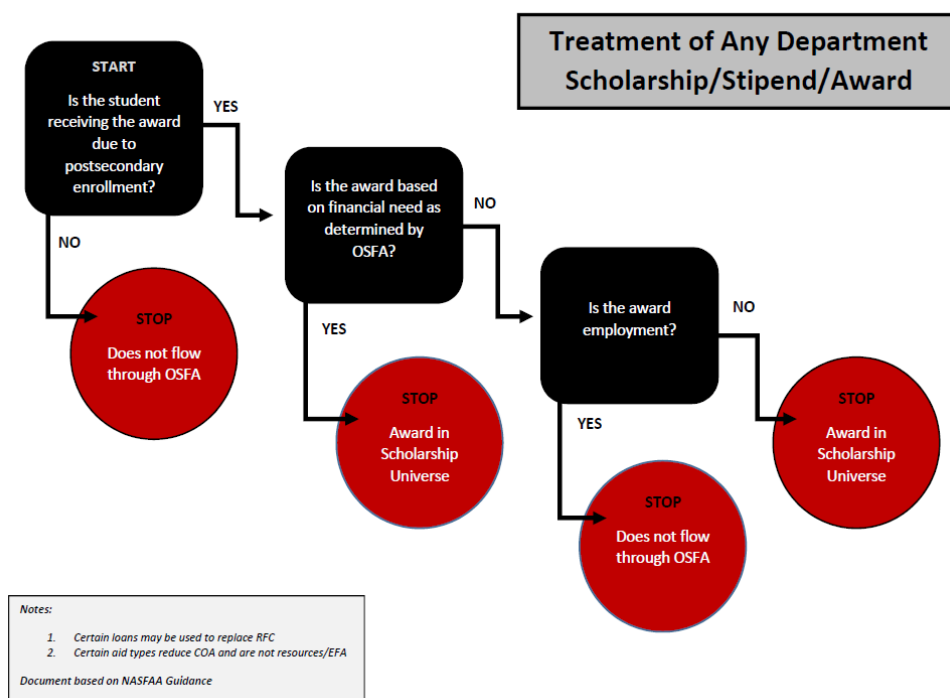 Treatment of Any Department
Scholarship/Stipend/Award
START
Is the student
receiving the award
due to
postsecondary
enrollment?
YES
NO
STOP
Does not flow
through OSFA
Is the award based
on financial need as
determined by
OSFA?
NO
YES
STOP
Award in
Scholarship
Universe
Is the award
employment?
NO
YES
STOP
Does not flow
through OSFA
STOP
Award in
Scholarship
Universe
Notes:
1. Certain loans may be used to replace RFC
2. Certain aid types reduce COA and are not resources/EFA
Document based on NASFAA Guidance